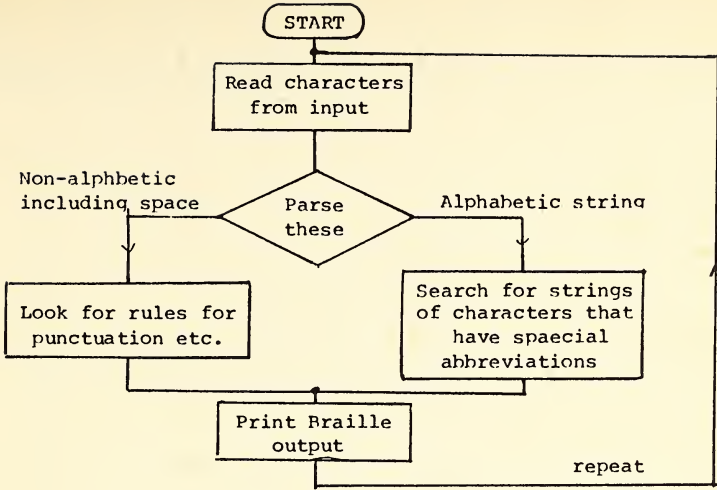 START
Read characters
from input
Non-alphbetic
including space
Parse
these
Alphabetic string
Look for rules for
punctuation etc.
Search for strings
of characters that
have spaecial
abbreviations
Print Braille
output
repeat